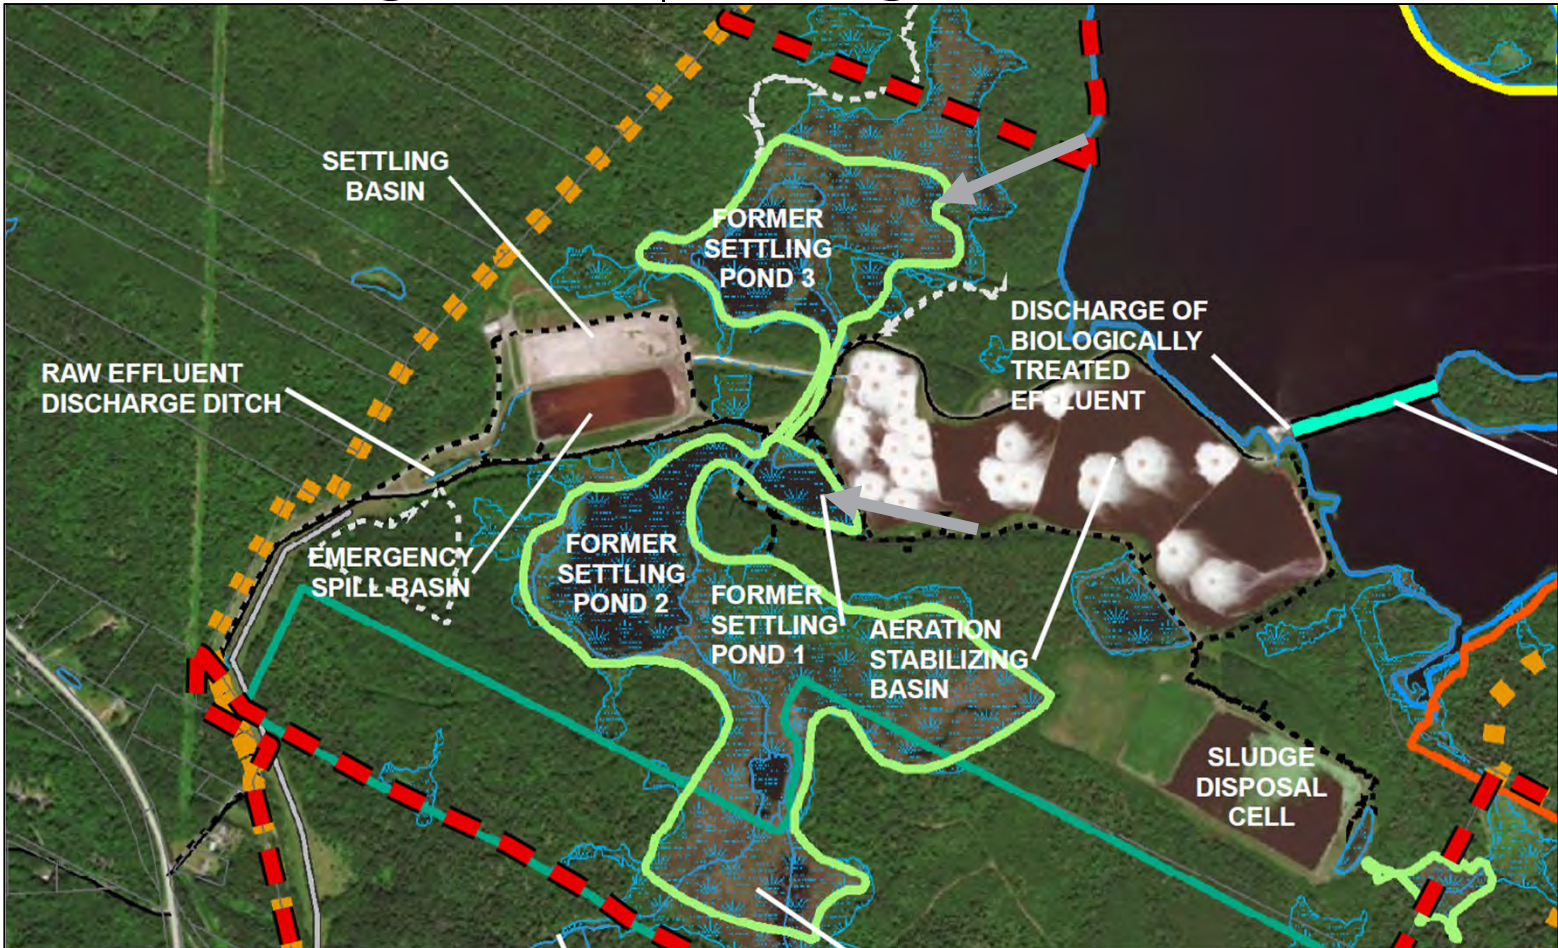 SETTLING
BASIN
FORMER
SETTLING
POND 3
RAW EFFLUENT
DISCHARGE DITCH
DISCHARGE OF
BIOLOGICALLY
TREATED
EFFLUENT
EMERGENCY
SPILL BASIN
FORMER
SETTLING
POND 2
FORMER
SETTLING
POND 1
AERATION
STABILIZING
BASIN
SLUDGE
DISPOSAL
CELL